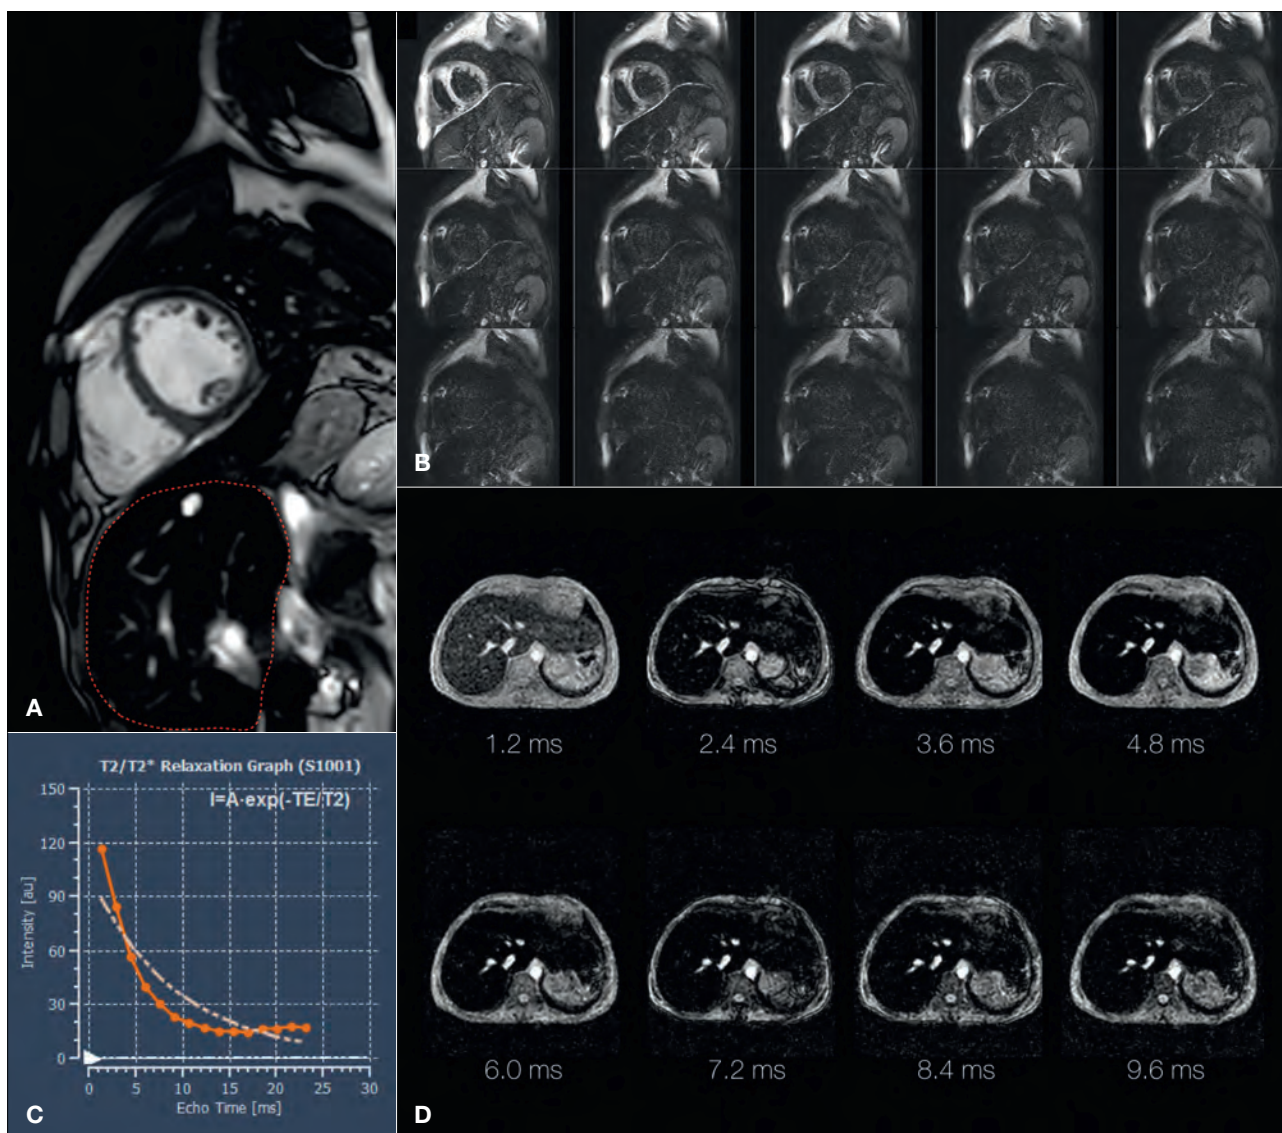 A
B
T2/T2* Relaxation Graph (S1001)
I=A·exp(-TE/T2)
150
120
90
60
30
0
Intensity [au]
0 5 10 15 20 25 30
Echo Time [ms]
C
1.2 ms 2.4 ms 3.6 ms 4.8 ms
6.0 ms 7.2 ms 8.4 ms 9.6 ms
D